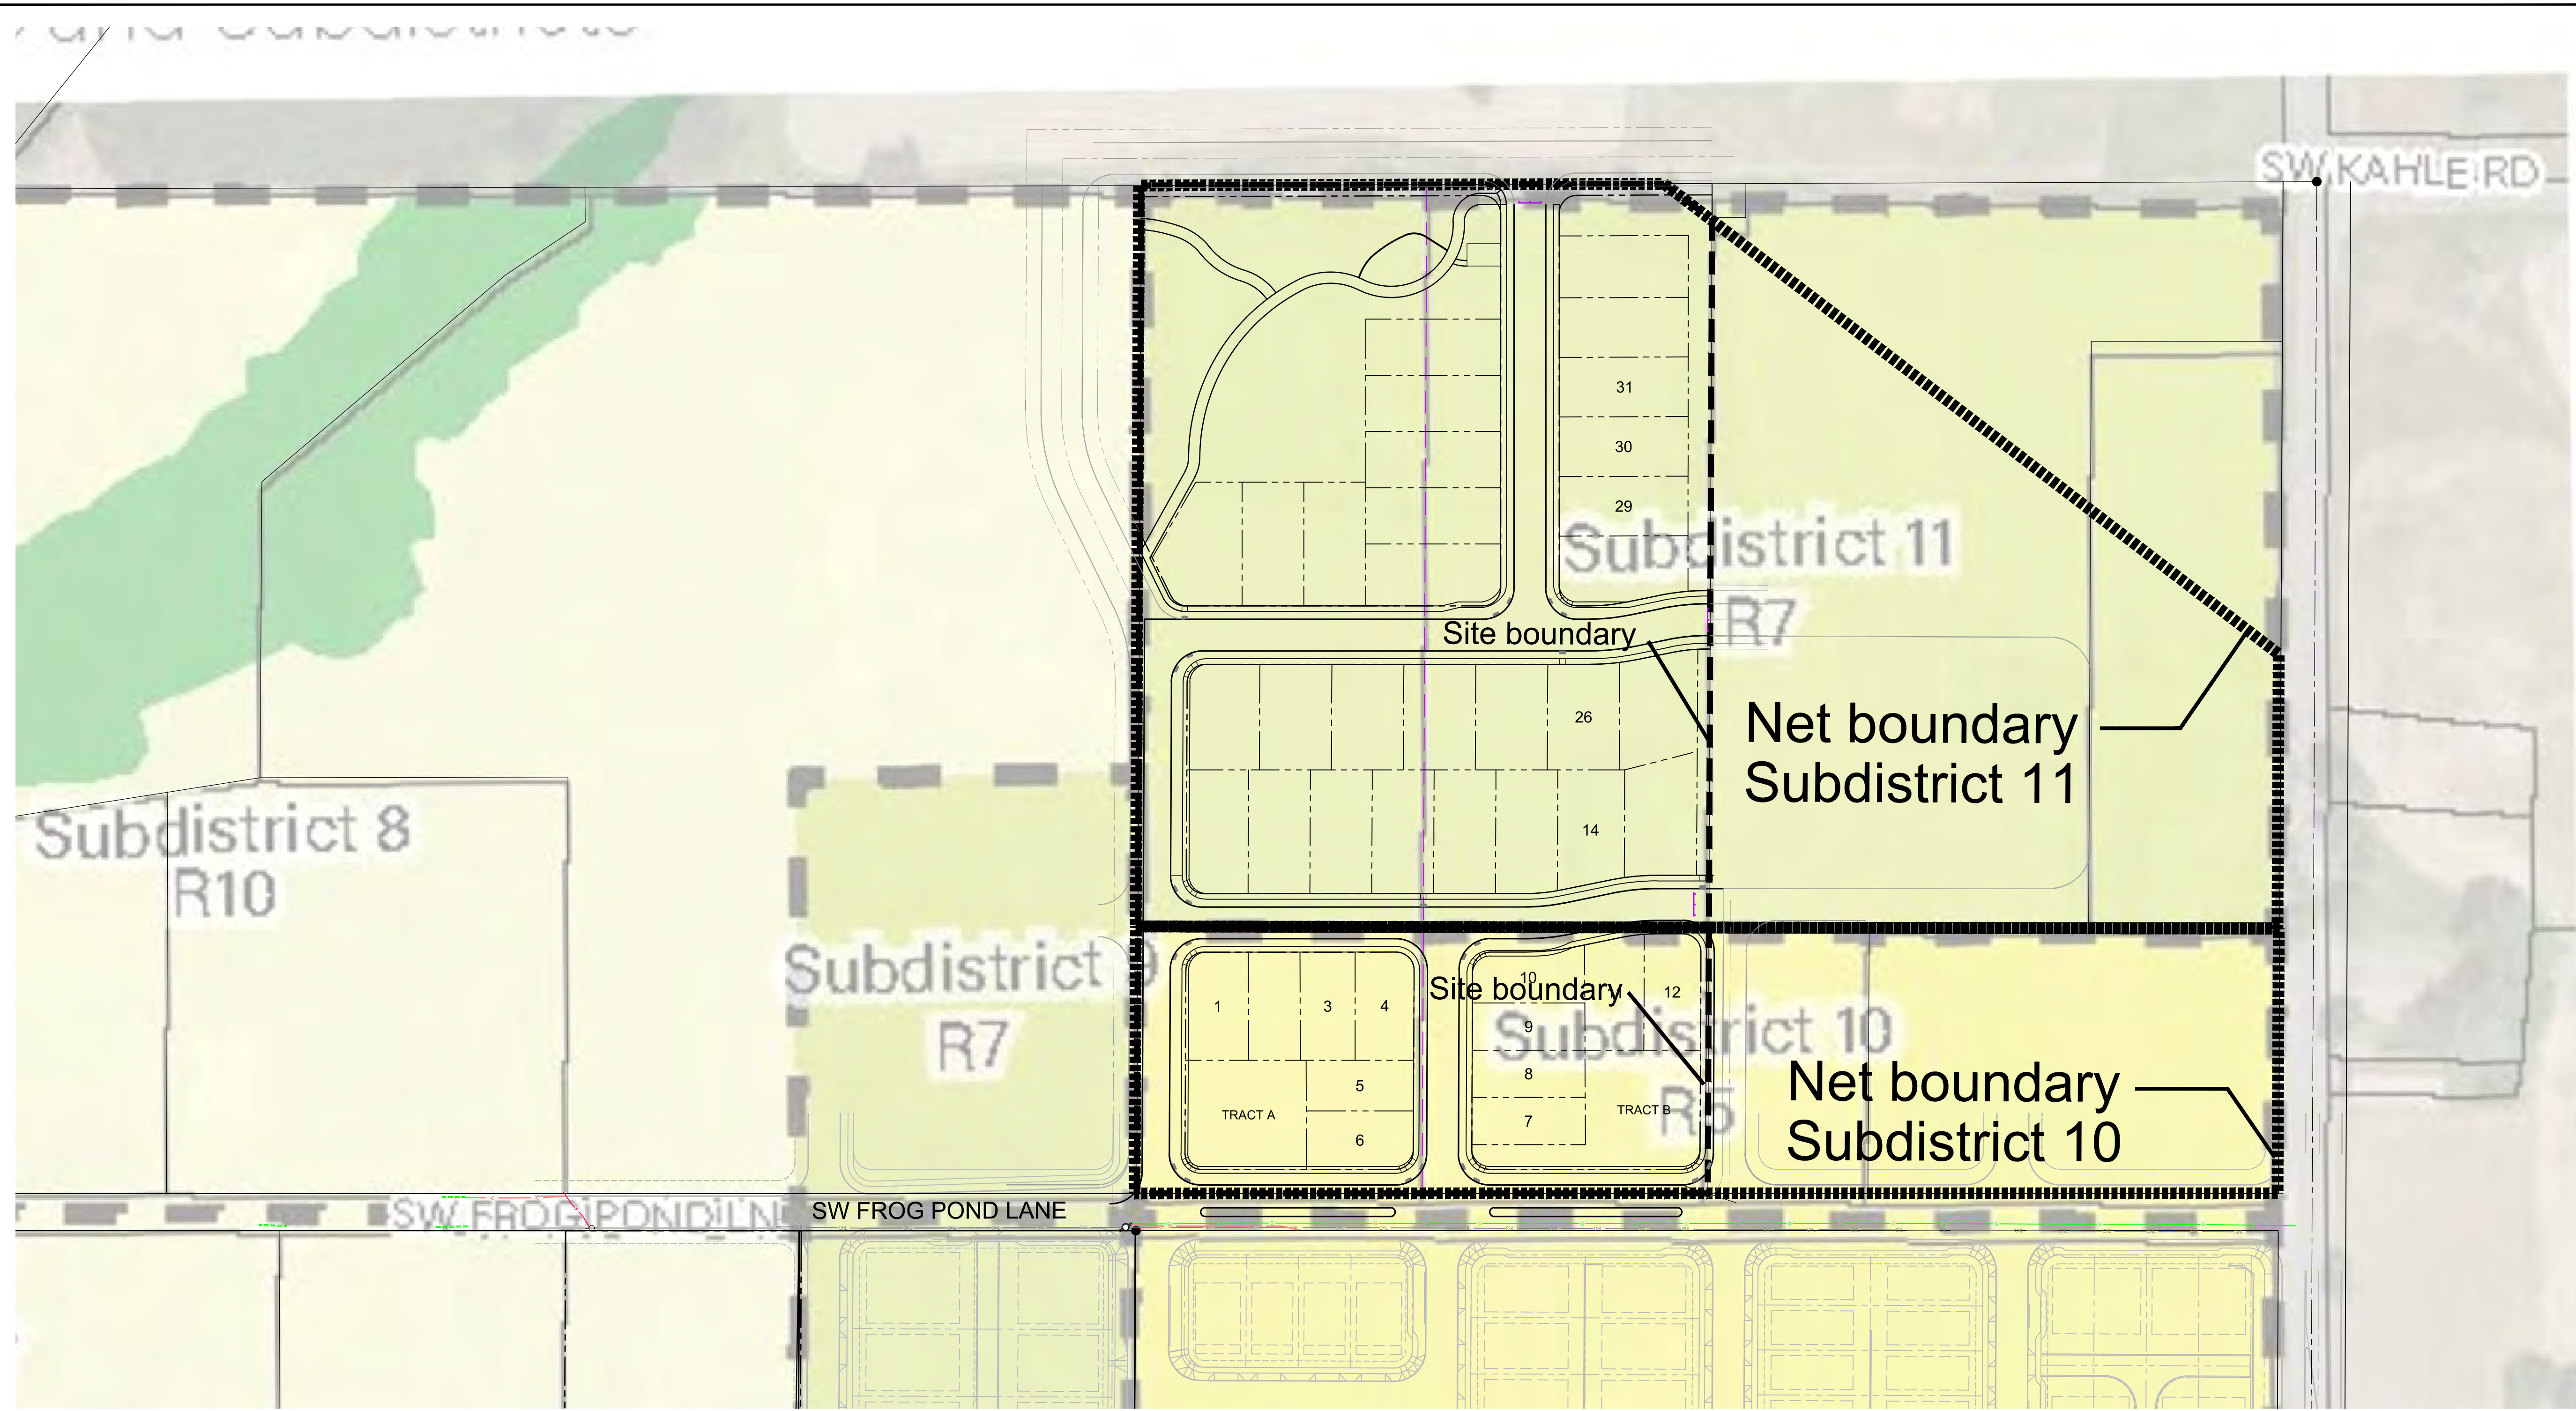 SW KAHLE RD
31
30
29
Subdistrict 11
R7
Site boundary
26
Net boundary
Subdistrict 11
14
Subdistrict 8
R10
Subdistrict 9
R7
1
3
4
10
12
Site boundary
9
Subdistrict 10
R5
8
7
5
6
TRACT A
TRACT B
Net boundary
Subdistrict 10
SW FROG POND LN
SW FROG POND LANE